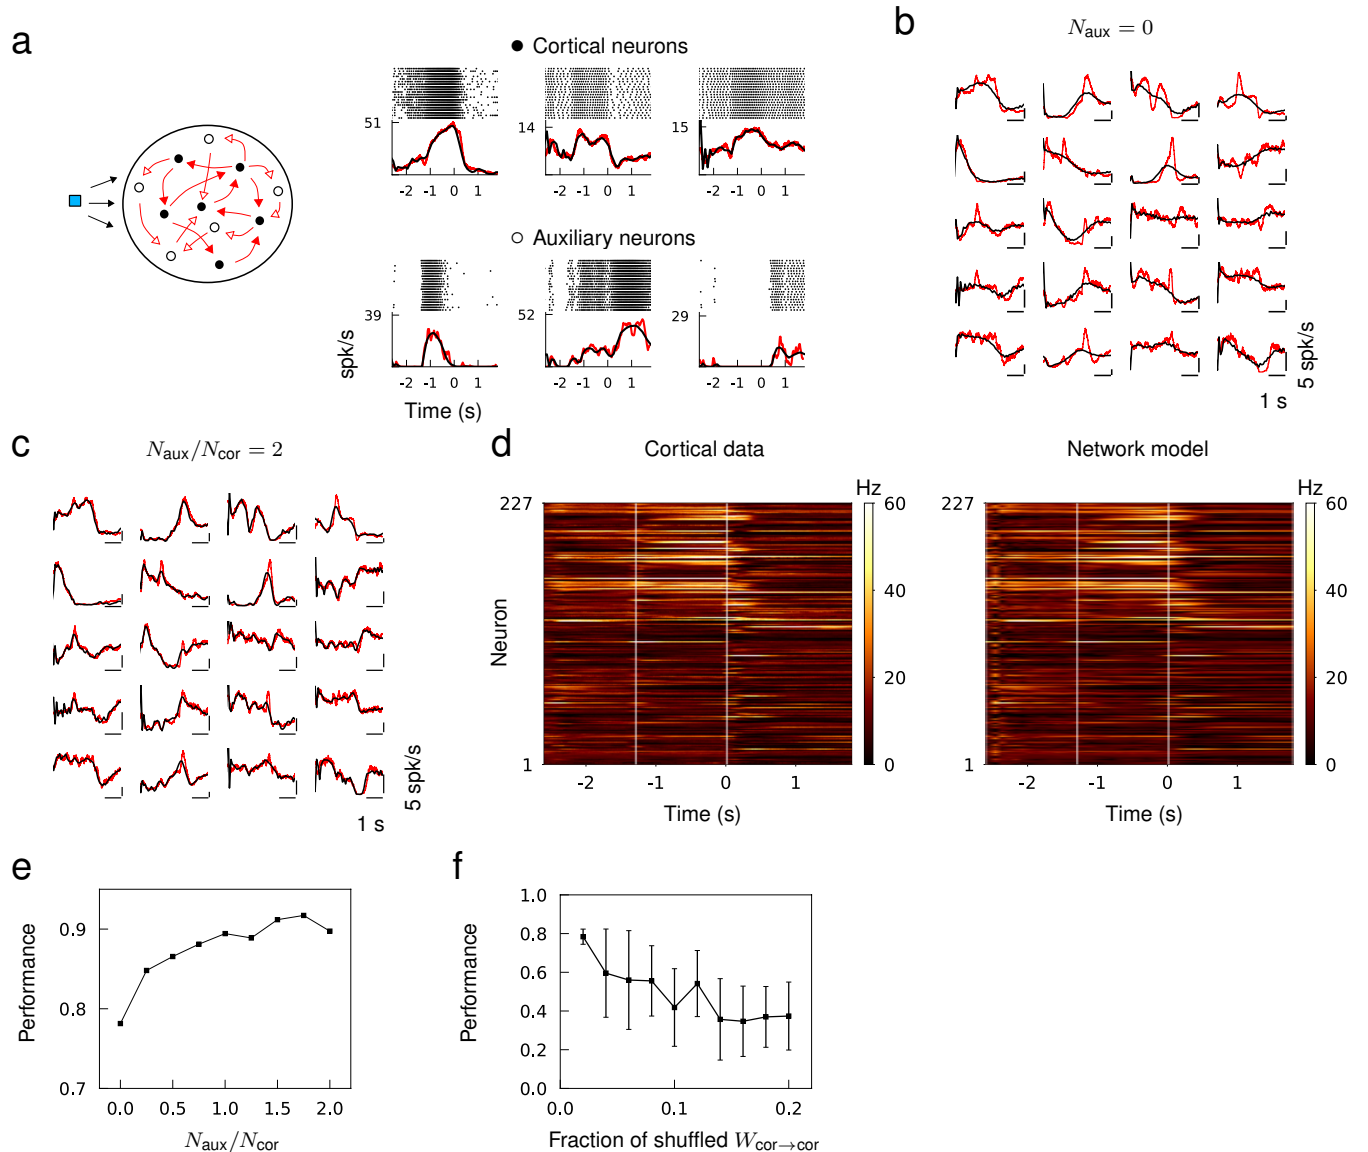 a
● Cortical neurons
51
-2 -1 0 1
14
-2 -1 0 1
15
-2 -1 0 1
○ Auxiliary neurons
39
spk/s
-2 -1 0 1
52
-2 -1 0 1
29
-2 -1 0 1
Time (s)
b
N_aux = 0
5 spk/s
1 s
c
N_aux/N_cor = 2
5 spk/s
1 s
d
Cortical data
Hz
227
60
40
20
0
Neuron
1
-2 -1 0 1
Time (s)
Network model
Hz
227
60
40
20
0
1
-2 -1 0 1
Time (s)
e
Performance
0.9
0.8
0.7
0.0 0.5 1.0 1.5 2.0
N_aux/N_cor
f
Performance
1.0
0.8
0.6
0.4
0.2
0.0
0.0 0.1 0.2
Fraction of shuffled W_cor→cor